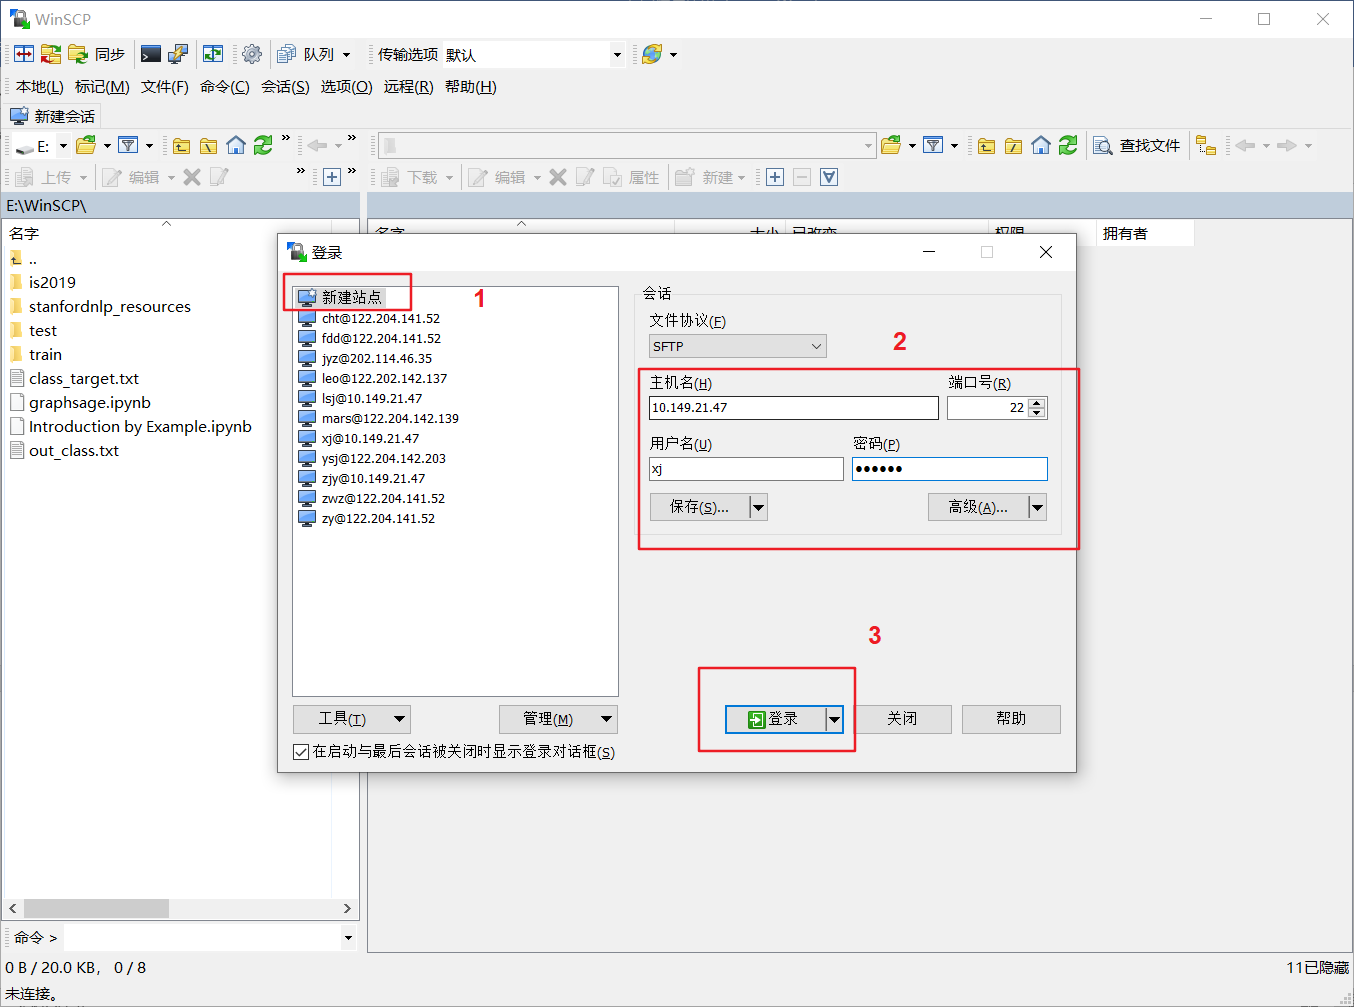 WinSCP
同步
队列
传输选项 默认
本地(L) 标记(M) 文件(F) 命令(C) 会话(S) 选项(O) 远程(R) 帮助(H)
新建会话
E:
查找文件
上传 编辑
下载 编辑 属性 新建
E:\WinSCP\
名字
名字 大小 已改变 权限 拥有者
..
is2019
stanfordnlp_resources
test
train
class_target.txt
graphsage.ipynb
Introduction by Example.ipynb
out_class.txt
登录
新建站点
1
cht@122.204.141.52
fdd@122.204.141.52
jyz@202.114.46.35
leo@122.202.142.137
lsj@10.149.21.47
mars@122.204.142.139
xj@10.149.21.47
ysj@122.204.142.203
zjy@10.149.21.47
zwz@122.204.141.52
zy@122.204.141.52
会话
文件协议(F)
SFTP
2
主机名(H) 端口号(R)
10.149.21.47 22
用户名(U) 密码(P)
xj ●●●●●●
保存(S)... 高级(A)...
3
工具(T) 管理(M) 登录 关闭 帮助
在启动与最后会话被关闭时显示登录对话框(S)
命令 >
0 B / 20.0 KB, 0 / 8
11已隐藏
未连接。